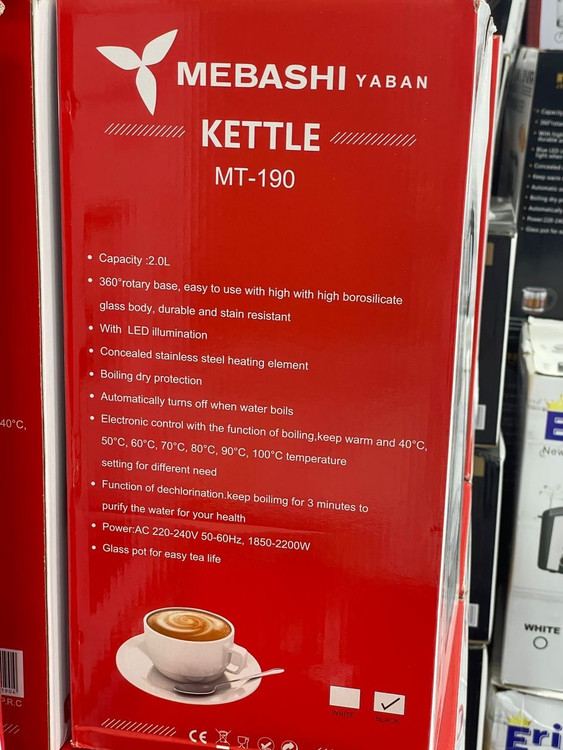 MEBASHI YABAN
KETTLE
MT-190
• Capacity :2.0L
• 360°rotary base, easy to use with high with high borosilicate
glass body, durable and stain resistant
• With LED illumination
• Concealed stainless steel heating element
• Boiling dry protection
• Automatically turns off when water boils
• Electronic control with the function of boiling,keep warm and 40°C,
50°C, 60°C, 70°C, 80°C, 90°C, 100°C temperature
setting for different need
• Function of dechlorination.keep boilimg for 3 minutes to
purify the water for your health
• Power:AC 220-240V 50-60Hz, 1850-2200W
• Glass pot for easy tea life
WHITE
BLACK
CE
40°C,
P.R.C
WHITE